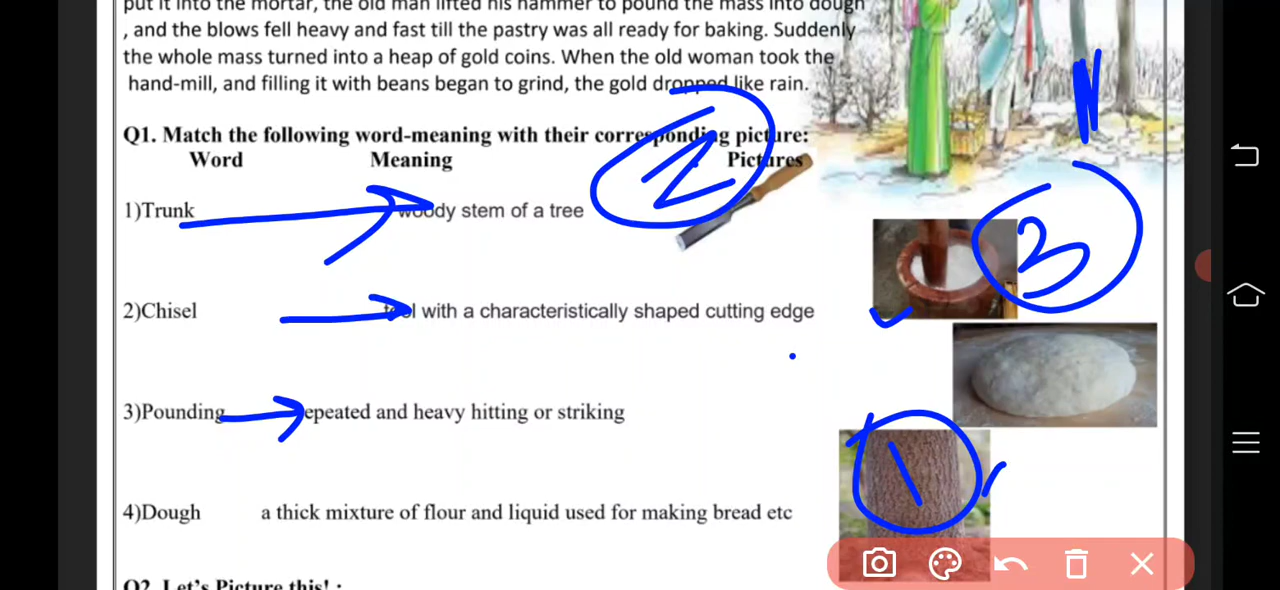 put it into the mortar, the old man lifted his hammer to pound the mass into dough
, and the blows fell heavy and fast till the pastry was all ready for baking. Suddenly
the whole mass turned into a heap of gold coins. When the old woman took the
hand-mill, and filling it with beans began to grind, the gold dropped like rain.
N
Q1. Match the following word-meaning with their corresponding picture:
Word Meaning Pictures
2
1)Trunk woody stem of a tree
3
2)Chisel tool with a characteristically shaped cutting edge
3)Pounding repeated and heavy hitting or striking
1
4)Dough a thick mixture of flour and liquid used for making bread etc
Q2. Let's Picture this! :